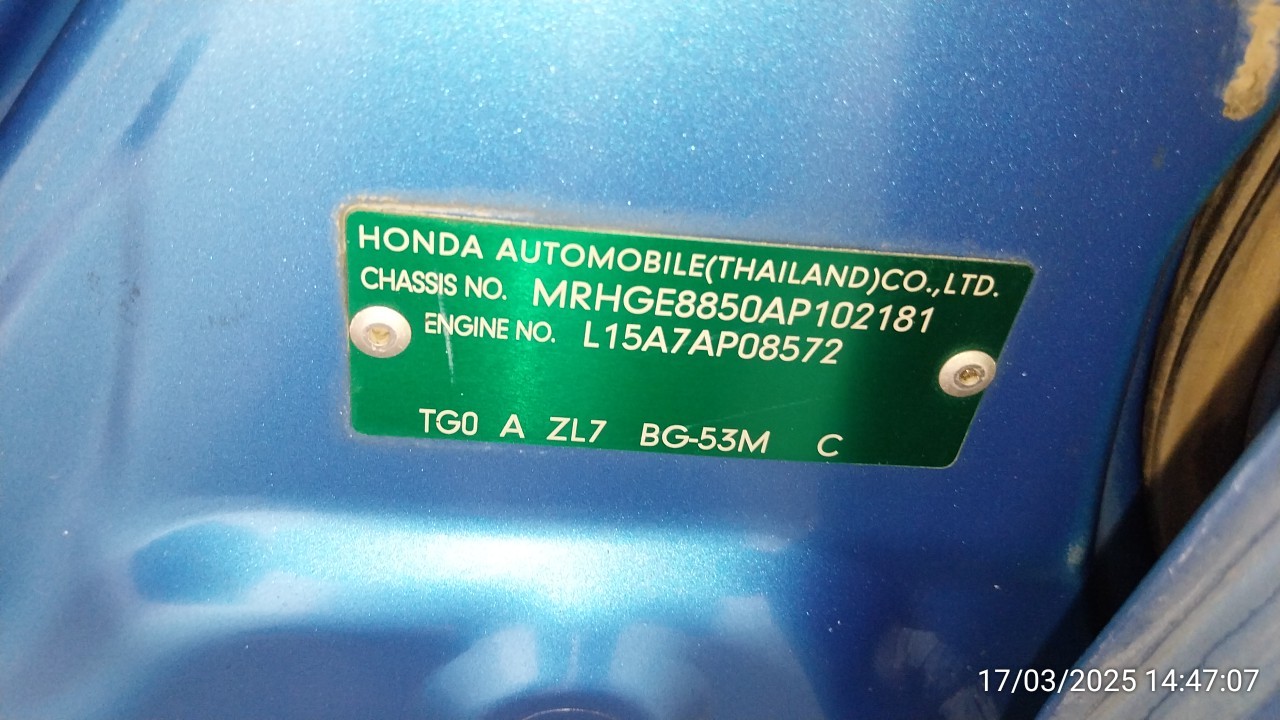 HONDA AUTOMOBILE(THAILAND)CO.,LTD.
CHASSIS NO. MRHGE8850AP102181
ENGINE NO. L15A7AP08572
TG0 A ZL7 BG-53M C
17/03/2025 14:47:07